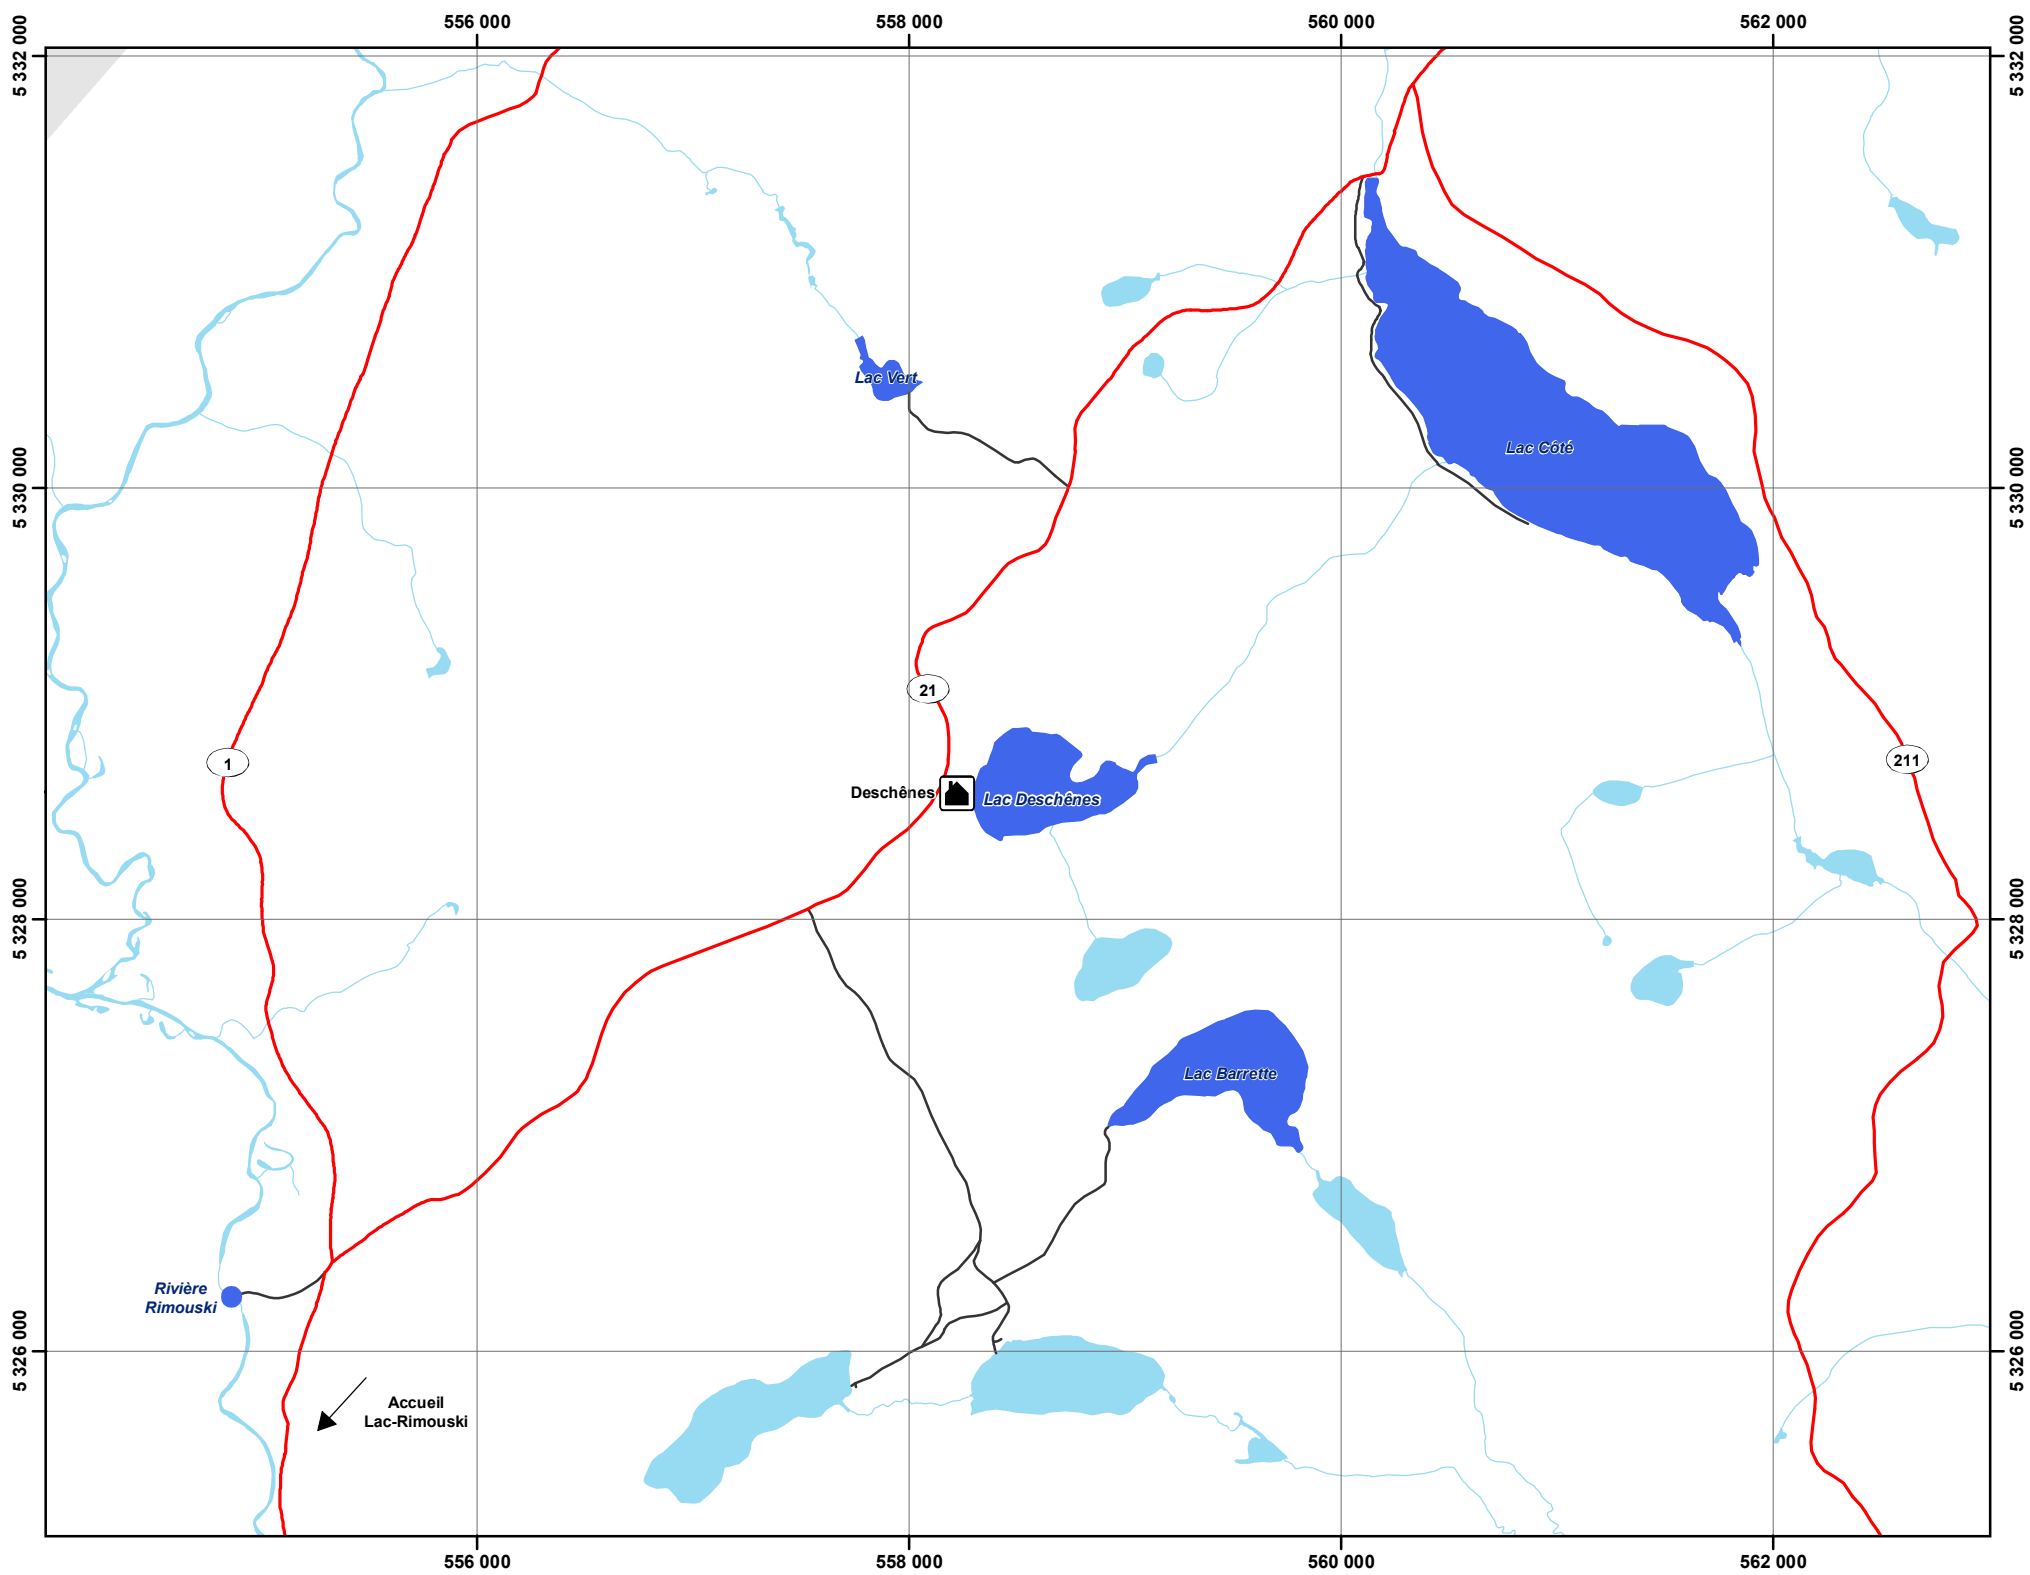 556 000
558 000
560 000
562 000
5 332 000
5 332 000
Lac Vert
Lac Côté
5 330 000
5 330 000
21
1
211
Deschênes
Lac Deschênes
5 328 000
5 328 000
Lac Barrette
Rivière
Rimouski
5 326 000
5 326 000
Accueil
Lac-Rimouski
556 000
558 000
560 000
562 000